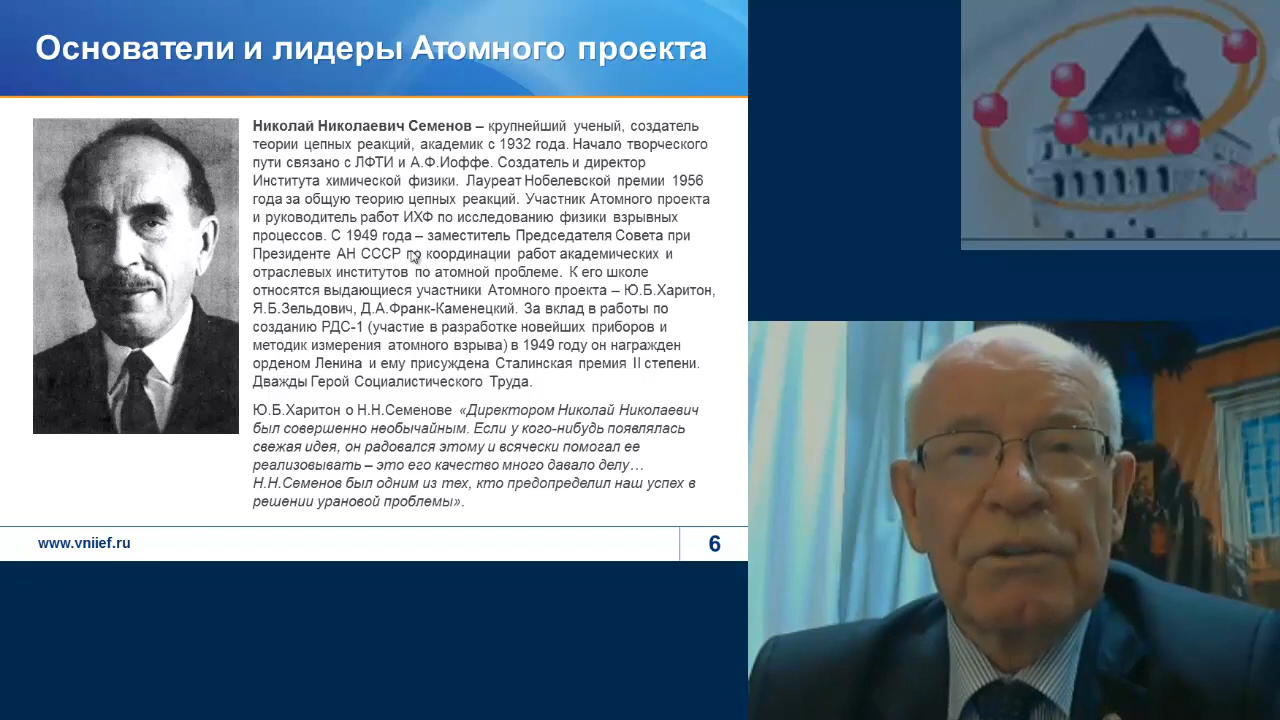 Основатели и лидеры Атомного проекта
Николай Николаевич Семенов – крупнейший ученый, создатель
теории цепных реакций, академик с 1932 года. Начало творческого
пути связано с ЛФТИ и А.Ф.Иоффе. Создатель и директор
Института химической физики. Лауреат Нобелевской премии 1956
года за общую теорию цепных реакций. Участник Атомного проекта
и руководитель работ ИХФ по исследованию физики взрывных
процессов. С 1949 года – заместитель Председателя Совета при
Президенте АН СССР по координации работ академических и
отраслевых институтов по атомной проблеме. К его школе
относятся выдающиеся участники Атомного проекта – Ю.Б.Харитон,
Я.Б.Зельдович, Д.А.Франк-Каменецкий. За вклад в работы по
созданию РДС-1 (участие в разработке новейших приборов и
методик измерения атомного взрыва) в 1949 году он награжден
орденом Ленина и ему присуждена Сталинская премия II степени.
Дважды Герой Социалистического Труда.
Ю.Б.Харитон о Н.Н.Семенове «Директором Николай Николаевич
был совершенно необычайным. Если у кого-нибудь появлялась
свежая идея, он радовался этому и всячески помогал ее
реализовывать – это его качество много давало делу…
Н.Н.Семенов был одним из тех, кто предопределил наш успех в
решении урановой проблемы».
www.vniief.ru
6